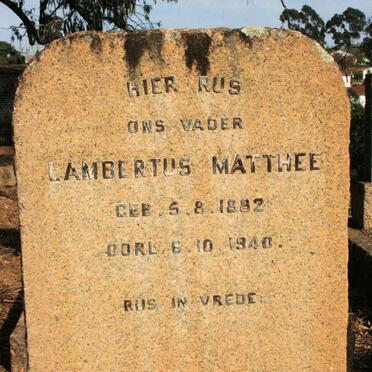 HIER RUS
ONS VADER
LAMBERTUS MATTHEE
GEB. 5.8.1882
OORL. 6.10.1940.
RUS IN VREDE.